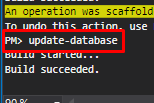 An operation was scaffold
To undo this action, use
PM> update-database
Build started...
Build succeeded.